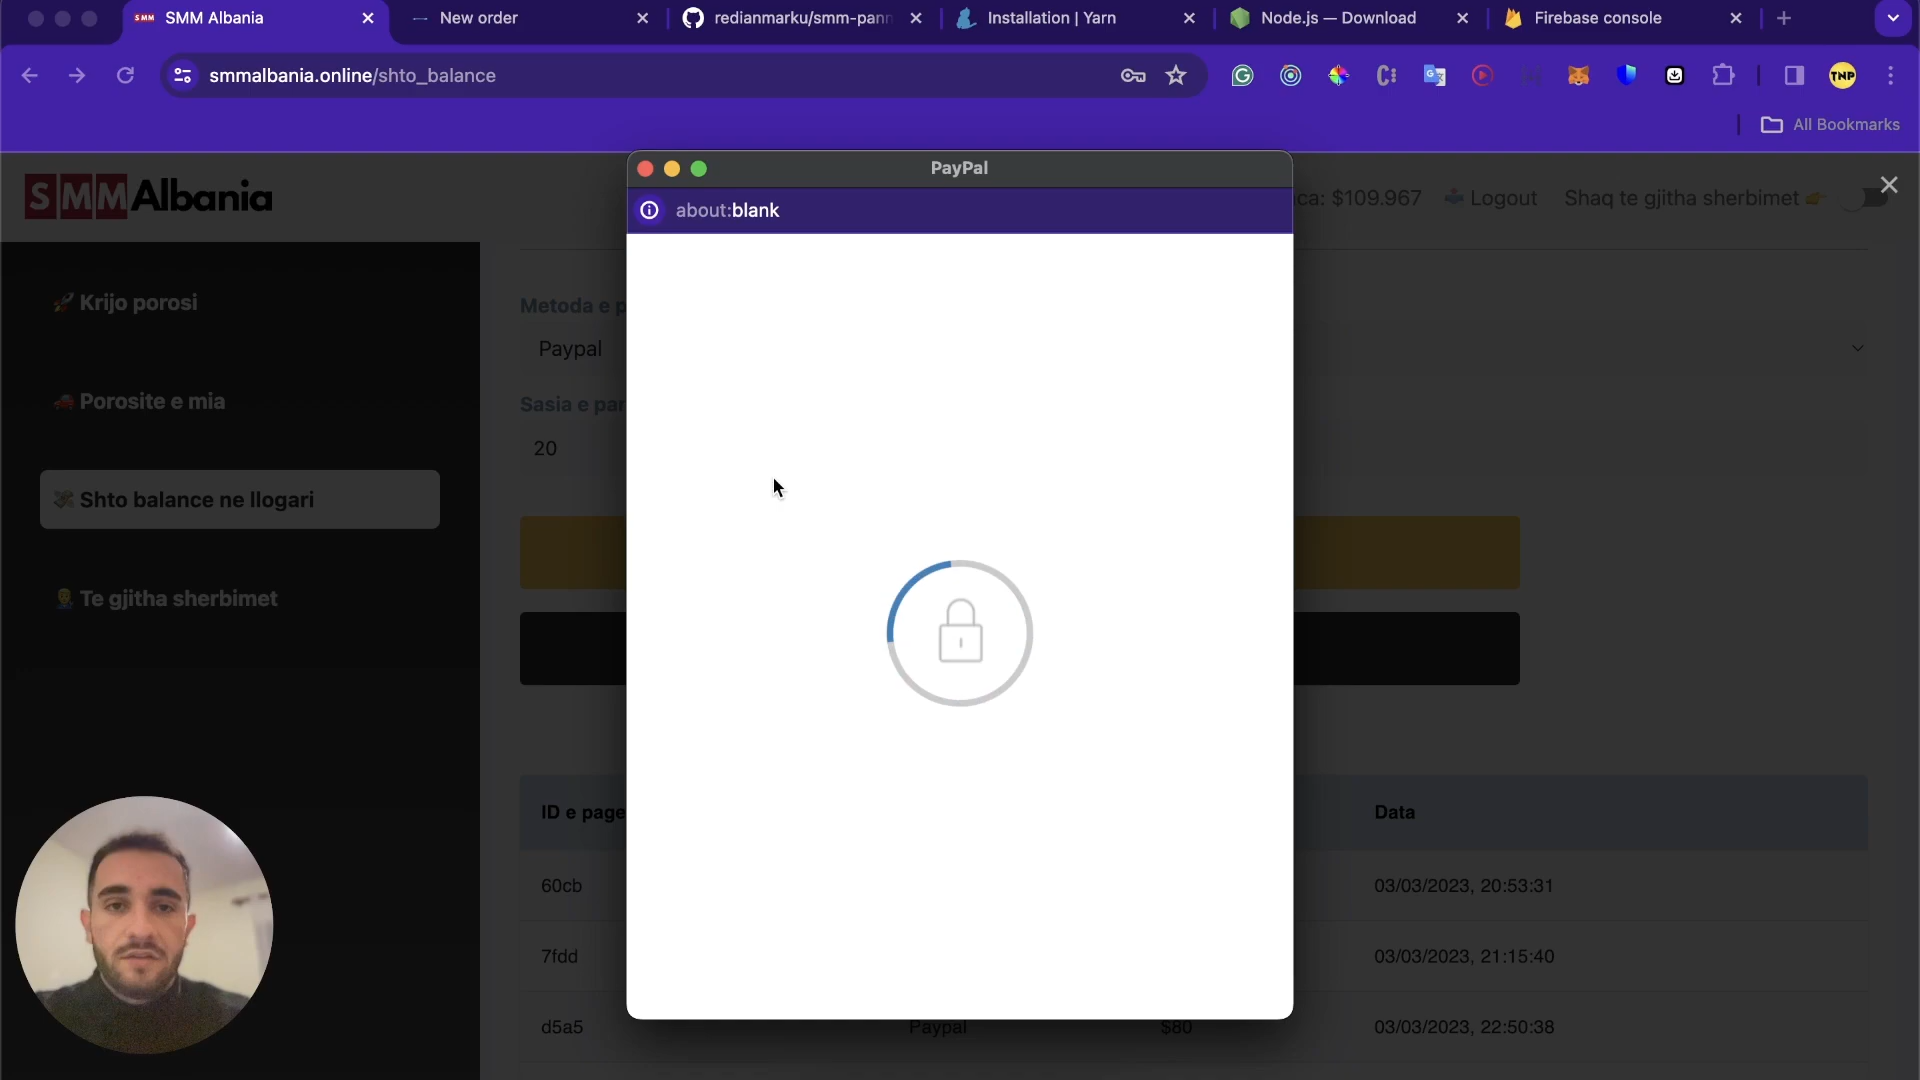 SMM SMM Albania
New order
redianmarku/smm-pann
Installation | Yarn
Node.js — Download
Firebase console
smmalbania.online/shto_balance
TNP
All Bookmarks
PayPal
about:blank
SMMAlbania
ca: $109.967
Logout
Shaq te gjitha sherbimet
Krijo porosi
Porosite e mia
Shto balance ne llogari
Te gjitha sherbimet
Metoda e p
Paypal
Sasia e par
20
ID e page
Data
60cb
03/03/2023, 20:53:31
7fdd
03/03/2023, 21:15:40
d5a5
Paypal
$80
03/03/2023, 22:50:38